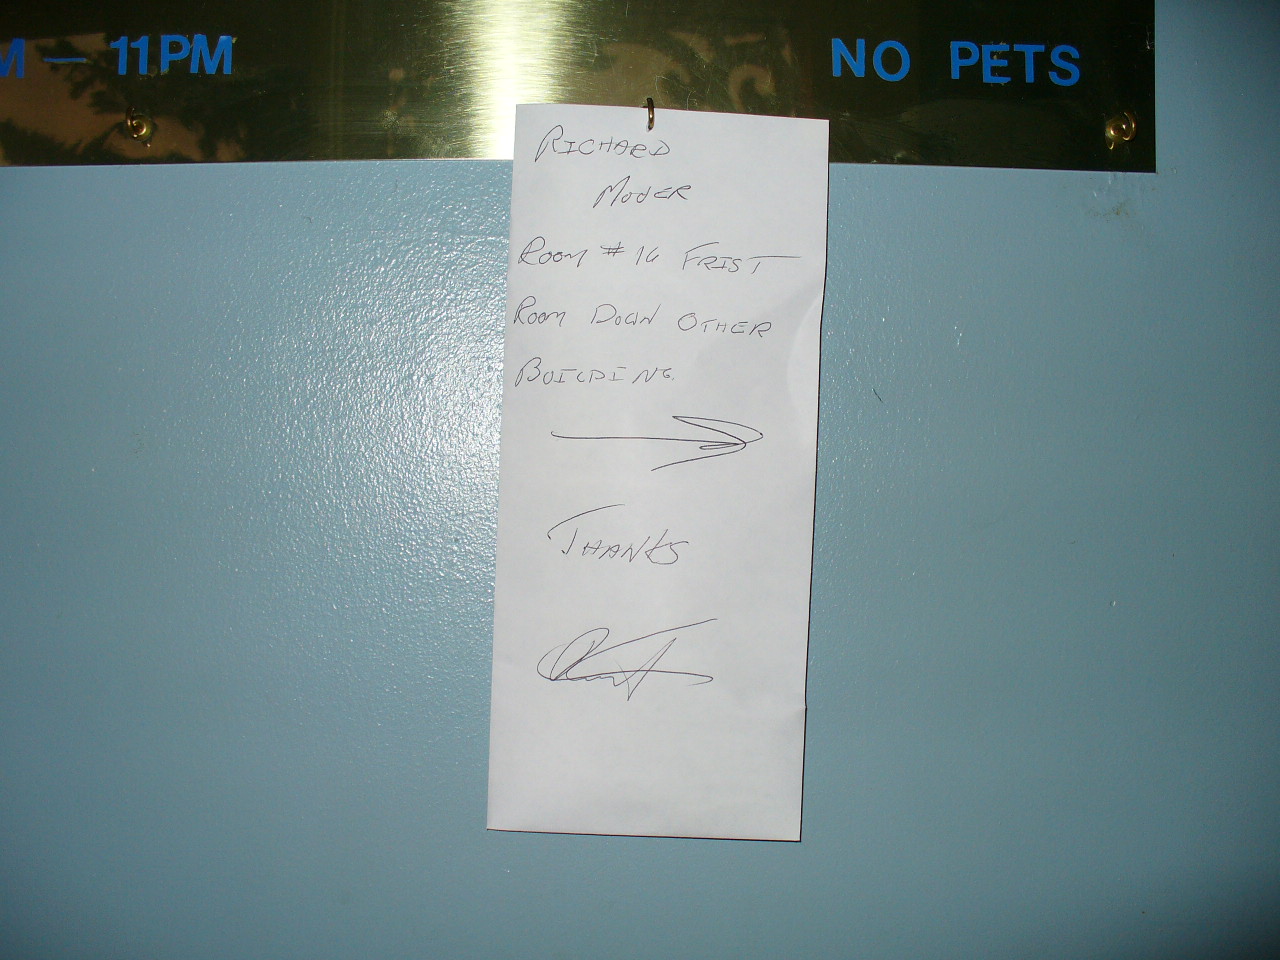 M — 11PM
NO PETS
RICHARD
MODER
ROOM # 16 FRIST
ROOM DOWN OTHER
BUILDING
THANKS